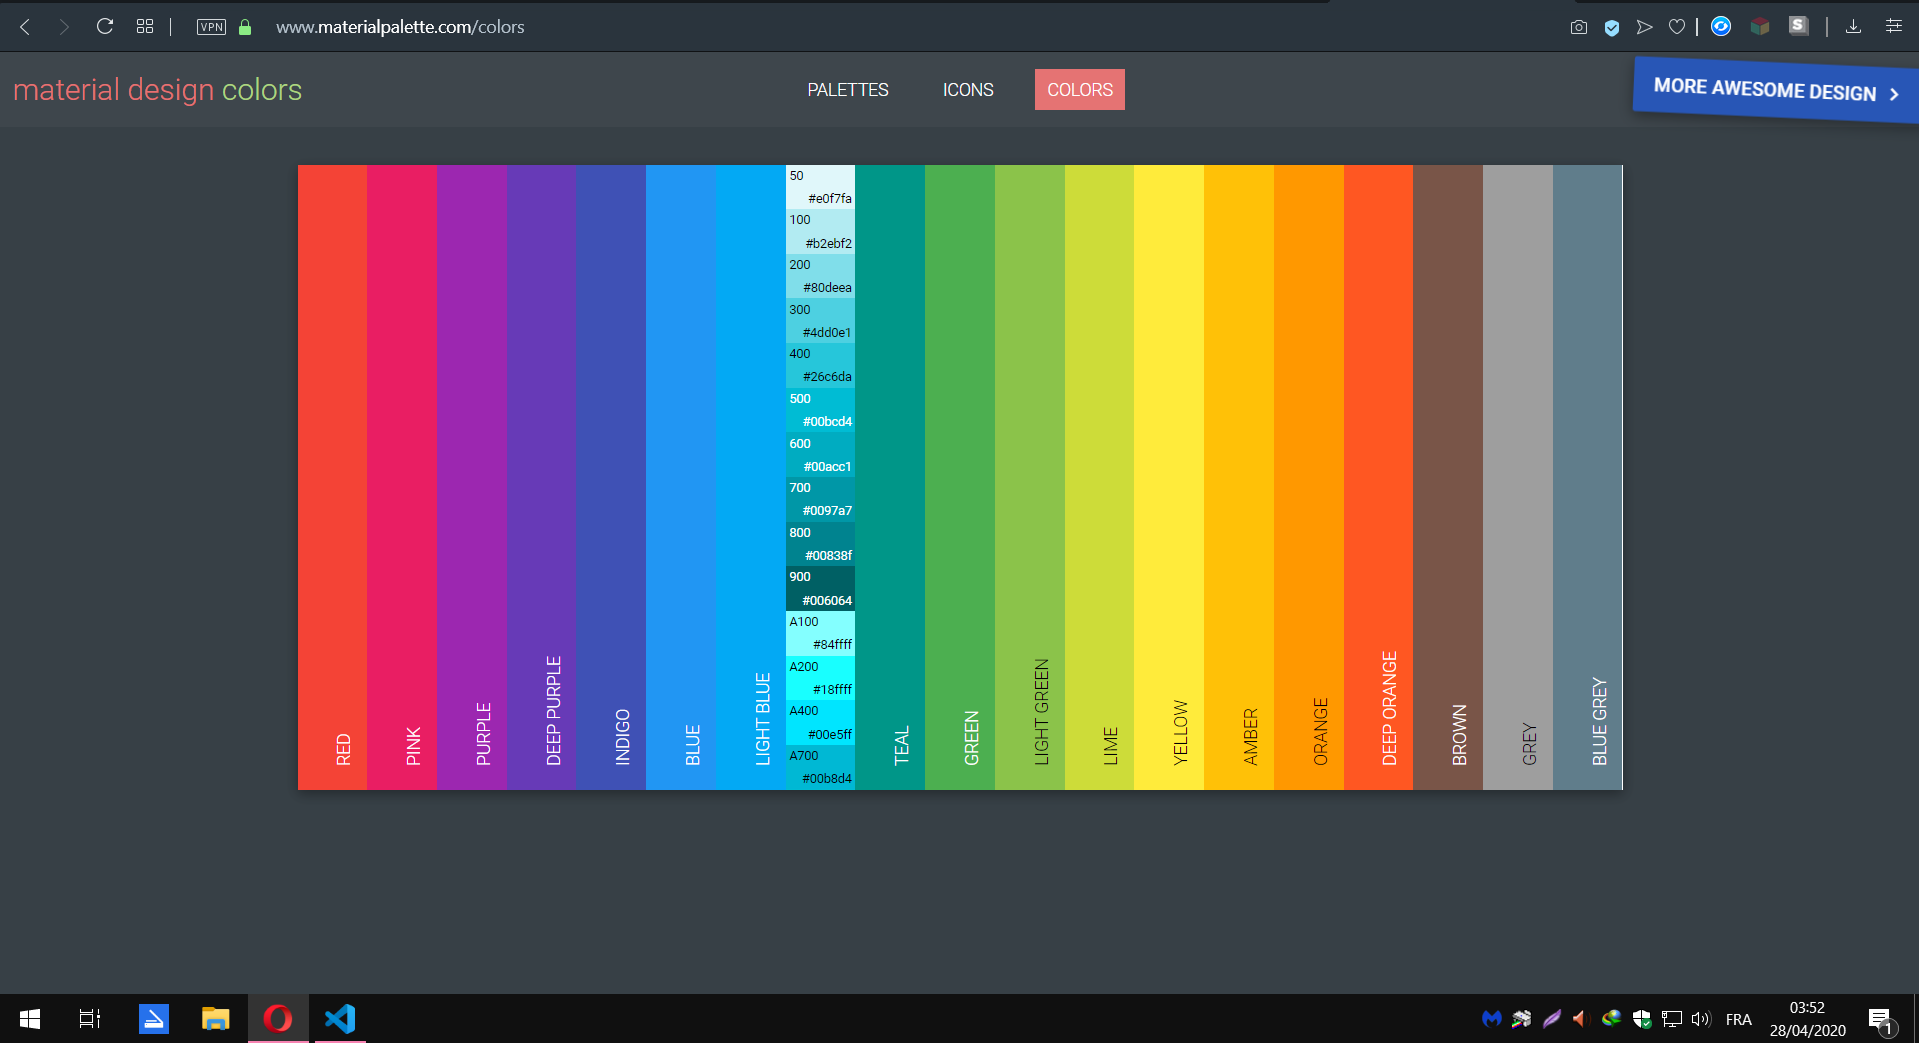 VPN
www.materialpalette.com/colors
material design colors
PALETTES
ICONS
COLORS
MORE AWESOME DESIGN
RED
PINK
PURPLE
DEEP PURPLE
INDIGO
BLUE
LIGHT BLUE
50
#e0f7fa
100
#b2ebf2
200
#80deea
300
#4dd0e1
400
#26c6da
500
#00bcd4
600
#00acc1
700
#0097a7
800
#00838f
900
#006064
A100
#84ffff
A200
#18ffff
A400
#00e5ff
A700
#00b8d4
TEAL
GREEN
LIGHT GREEN
LIME
YELLOW
AMBER
ORANGE
DEEP ORANGE
BROWN
GREY
BLUE GREY
FRA
03:52
28/04/2020
1